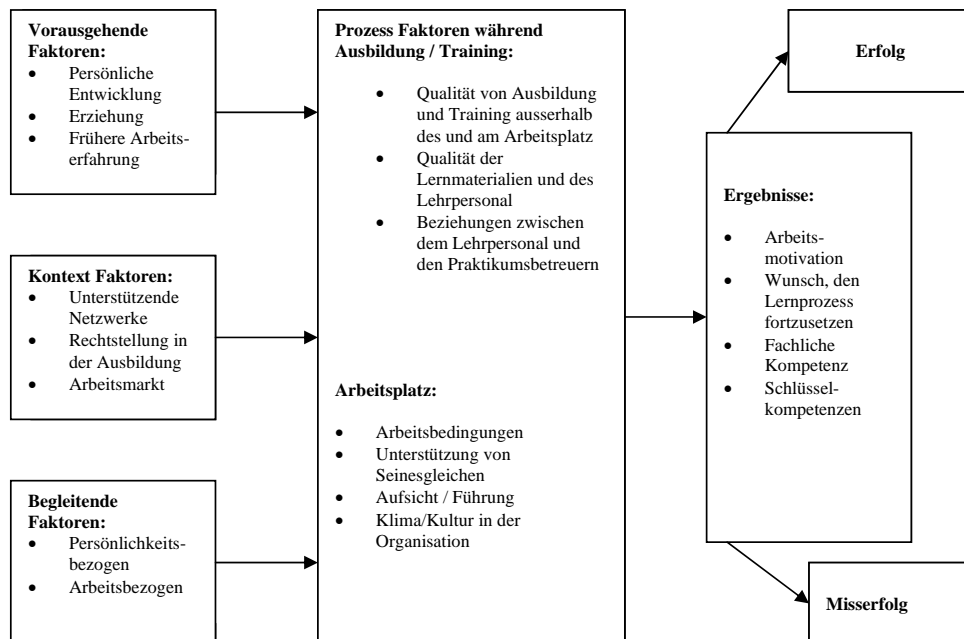 Vorausgehende
Faktoren:
• Persönliche
Entwicklung
• Erziehung
• Frühere Arbeits-
erfahrung
Kontext Faktoren:
• Unterstützende
Netzwerke
• Rechtstellung in
der Ausbildung
• Arbeitsmarkt
Begleitende
Faktoren:
• Persönlichkeits-
bezogen
• Arbeitsbezogen
Prozess Faktoren während
Ausbildung / Training:
• Qualität von Ausbildung
und Training ausserhalb
des und am Arbeitsplatz
• Qualität der
Lernmaterialien und des
Lehrpersonal
• Beziehungen zwischen
dem Lehrpersonal und
den Praktikumsbetreuern
Arbeitsplatz:
• Arbeitsbedingungen
• Unterstützung von
Seinesgleichen
• Aufsicht / Führung
• Klima/Kultur in der
Organisation
Erfolg
Ergebnisse:
• Arbeits-
motivation
• Wunsch, den
Lernprozess
fortzusetzen
• Fachliche
Kompetenz
• Schlüssel-
kompetenzen
Misserfolg